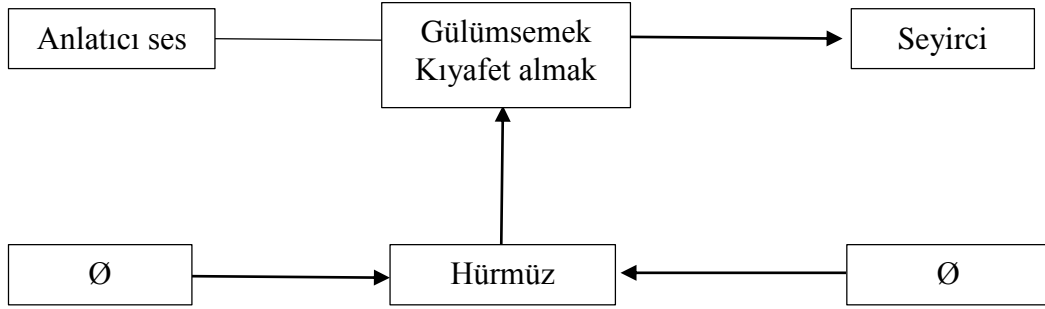 Anlatıcı ses
Gülümsemek
Kıyafet almak
Seyirci
Ø
Hürmüz
Ø